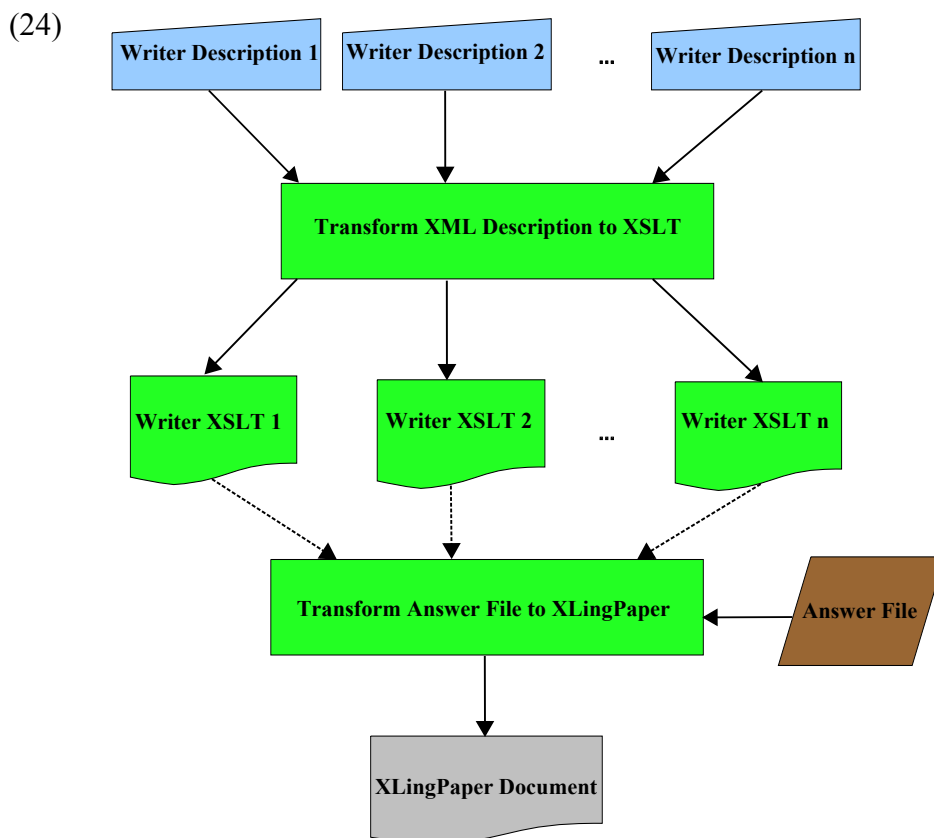 (24)
Writer Description 1
Writer Description 2
...
Writer Description n
Transform XML Description to XSLT
Writer XSLT 1
Writer XSLT 2
...
Writer XSLT n
Transform Answer File to XLingPaper
Answer File
XLingPaper Document